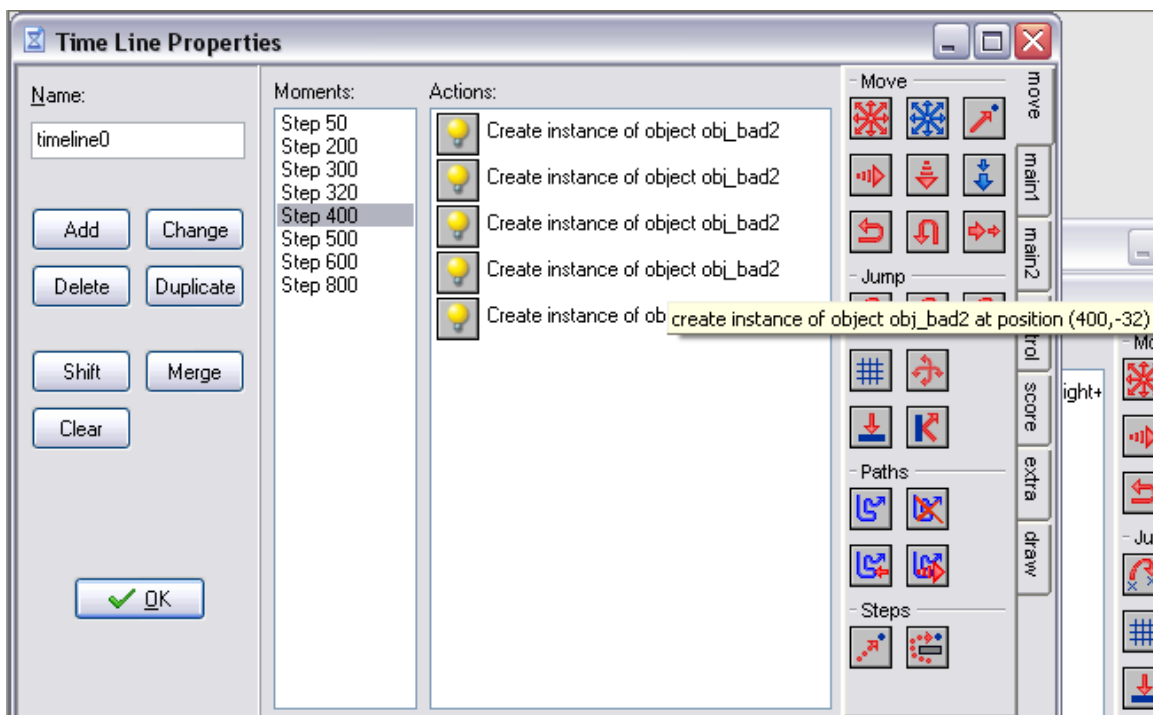 Time Line Properties
Name:
timeline0
Add
Change
Delete
Duplicate
Shift
Merge
Clear
OK
Moments:
Step 50
Step 200
Step 300
Step 320
Step 400
Step 500
Step 600
Step 800
Actions:
Create instance of object obj_bad2
Create instance of object obj_bad2
Create instance of object obj_bad2
Create instance of object obj_bad2
Create instance of ob
create instance of object obj_bad2 at position (400,-32)
Move
Jump
Paths
Steps
move
main1
main2
trol
score
extra
draw
Mo
ight+
Ju